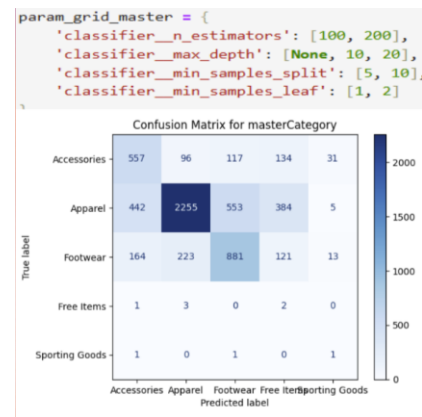 param_grid_master = {
'classifier__n_estimators': [100, 200],
'classifier__max_depth': [None, 10, 20],
'classifier__min_samples_split': [5, 10],
'classifier__min_samples_leaf': [1, 2]
Confusion Matrix for masterCategory
Accessories 557 96 117 134 31
Apparel 442 2255 553 384 5
Footwear 164 223 881 121 13
Free Items 1 3 0 2 0
Sporting Goods 1 0 1 0 1
True label
Accessories Apparel Footwear Free Items Sporting Goods
Predicted label
2000
1500
1000
500
0